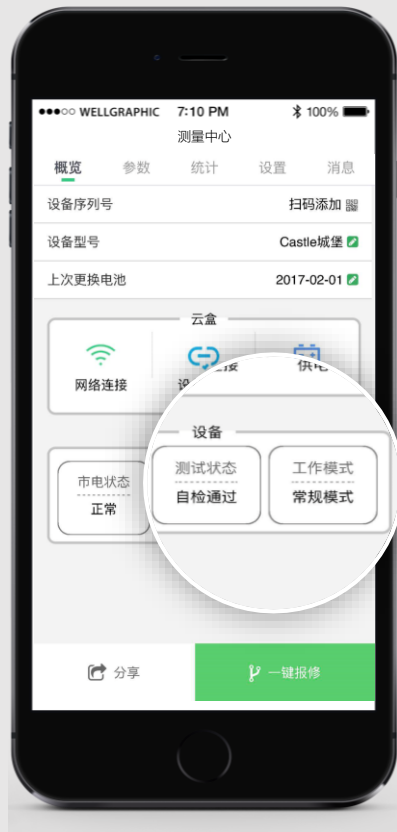 WELLGRAPHIC 7:10 PM 100%
测量中心
概览 参数 统计 设置 消息
设备序列号 扫码添加
设备型号 Castle城堡
上次更换电池 2017-02-01
云盒
网络连接 供电
设备
市电状态 测试状态 工作模式
正常 自检通过 常规模式
分享 一键报修